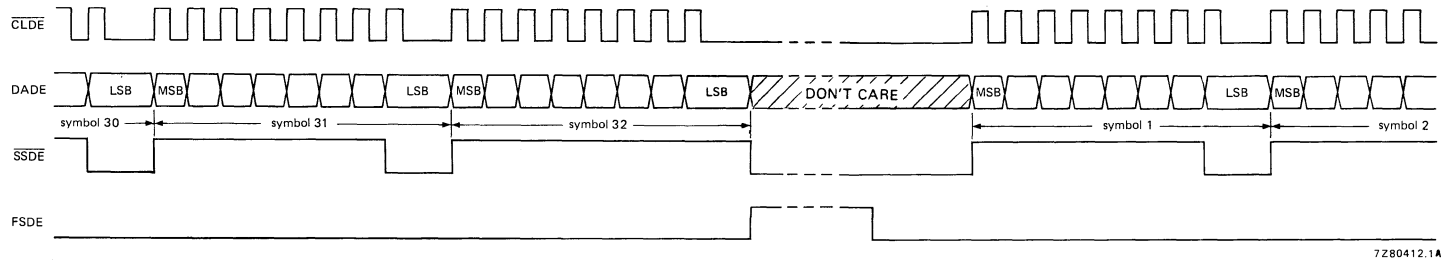 CLDE
DADE LSB MSB LSB MSB LSB DON'T CARE MSB LSB MSB
symbol 30 symbol 31 symbol 32 symbol 1 symbol 2
SSDE
FSDE
7Z80412.1A